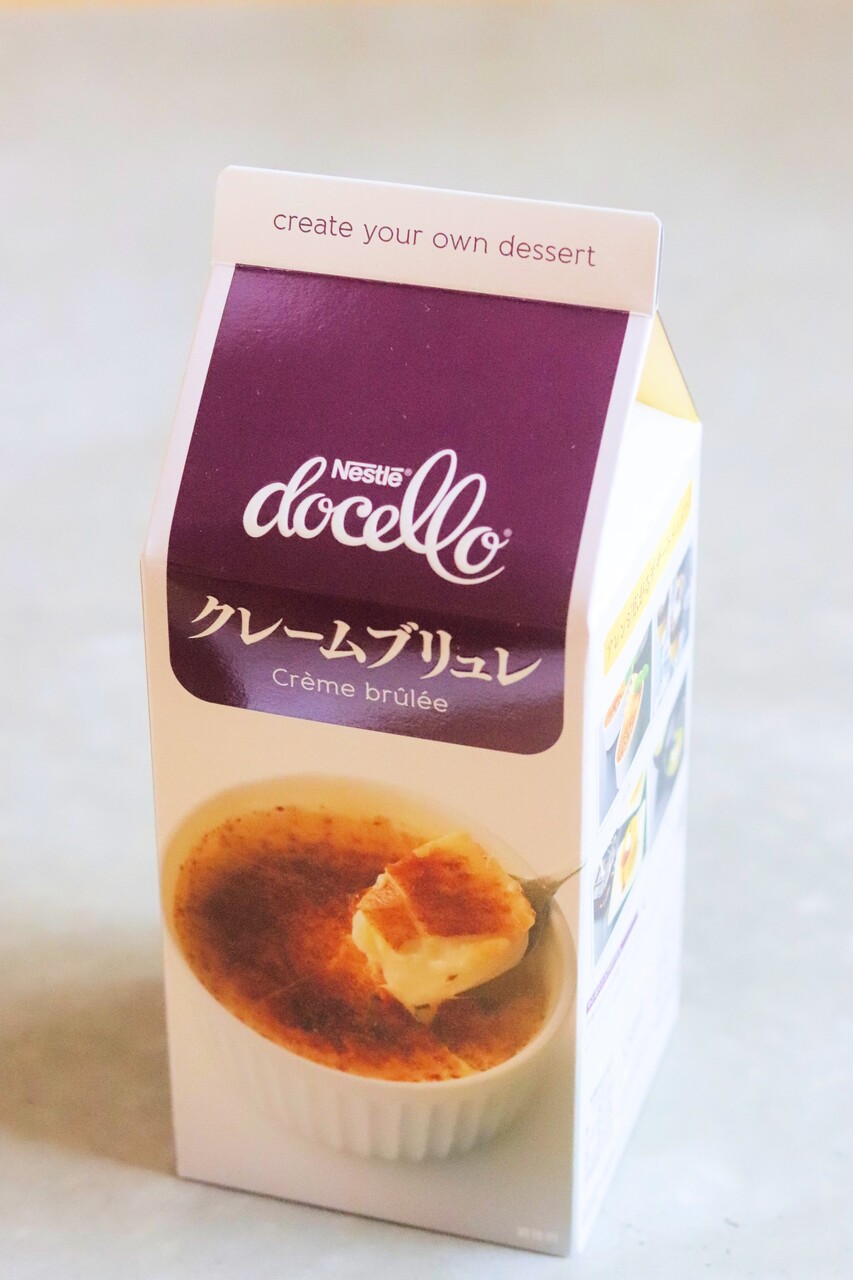 create your own dessert
Nestlé®
docello®
クレームブリュレ
Crème brûlée